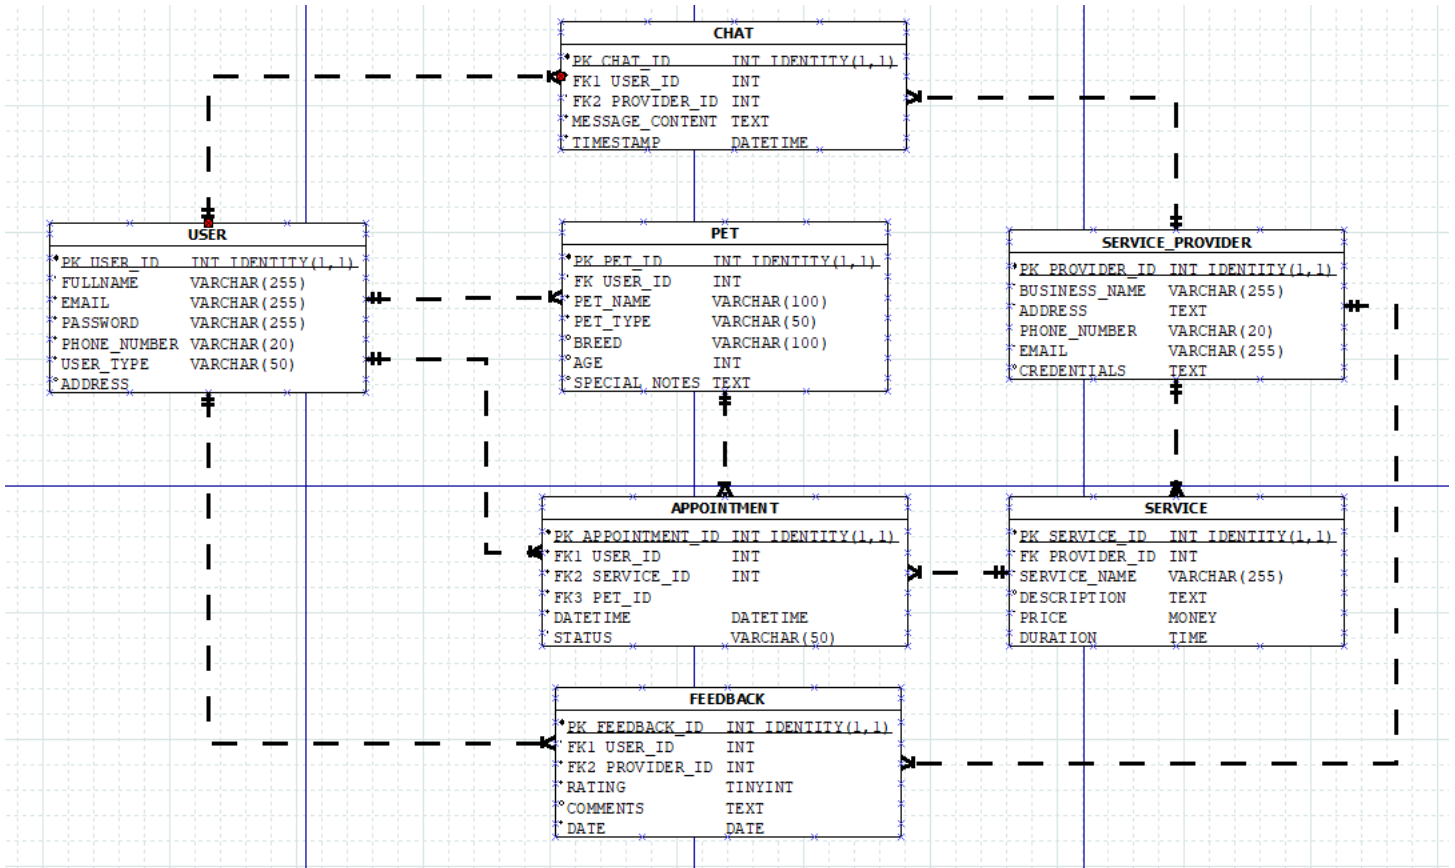 CHAT
PK CHAT_ID INT IDENTITY(1,1)
FK1 USER_ID INT
FK2 PROVIDER_ID INT
MESSAGE_CONTENT TEXT
TIMESTAMP DATETIME
USER
PK USER_ID INT IDENTITY(1,1)
FULLNAME VARCHAR(255)
EMAIL VARCHAR(255)
PASSWORD VARCHAR(255)
PHONE_NUMBER VARCHAR(20)
USER_TYPE VARCHAR(50)
ADDRESS
PET
PK PET_ID INT IDENTITY(1,1)
FK USER_ID INT
PET_NAME VARCHAR(100)
PET_TYPE VARCHAR(50)
BREED VARCHAR(100)
AGE INT
SPECIAL_NOTES TEXT
SERVICE_PROVIDER
PK PROVIDER_ID INT IDENTITY(1,1)
BUSINESS_NAME VARCHAR(255)
ADDRESS TEXT
PHONE_NUMBER VARCHAR(20)
EMAIL VARCHAR(255)
CREDENTIALS TEXT
APPOINTMENT
PK APPOINTMENT_ID INT IDENTITY(1,1)
FK1 USER_ID INT
FK2 SERVICE_ID INT
FK3 PET_ID
DATETIME DATETIME
STATUS VARCHAR(50)
SERVICE
PK SERVICE_ID INT IDENTITY(1,1)
FK PROVIDER_ID INT
SERVICE_NAME VARCHAR(255)
DESCRIPTION TEXT
PRICE MONEY
DURATION TIME
FEEDBACK
PK FEEDBACK_ID INT IDENTITY(1,1)
FK1 USER_ID INT
FK2 PROVIDER_ID INT
RATING TINYINT
COMMENTS TEXT
DATE DATE